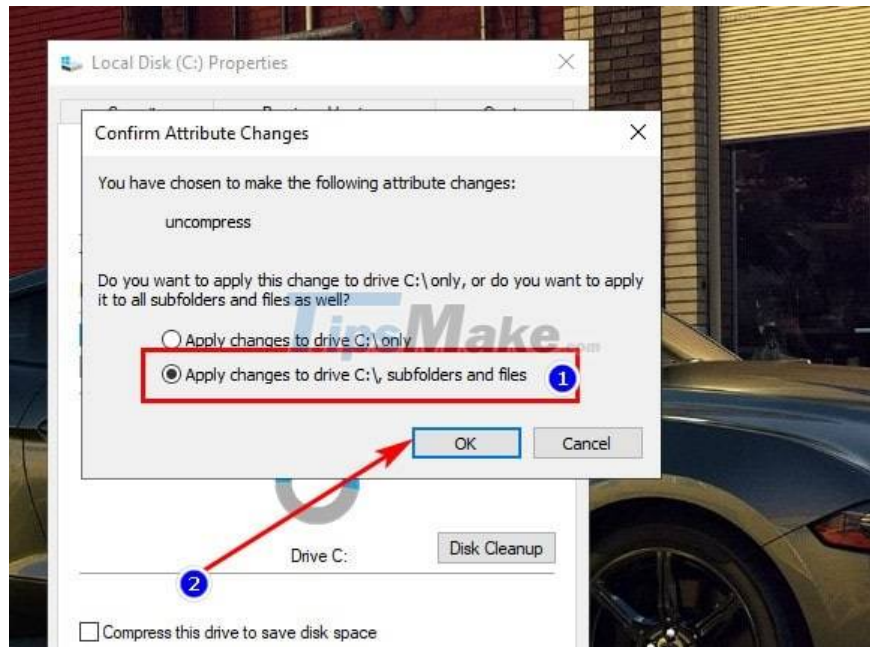 Local Disk (C:) Properties
Confirm Attribute Changes
You have chosen to make the following attribute changes:
uncompress
Do you want to apply this change to drive C:\ only, or do you want to apply
it to all subfolders and files as well?
TipsMake.com
Apply changes to drive C:\ only
Apply changes to drive C:\, subfolders and files
1
OK
Cancel
Drive C:
Disk Cleanup
2
Compress this drive to save disk space